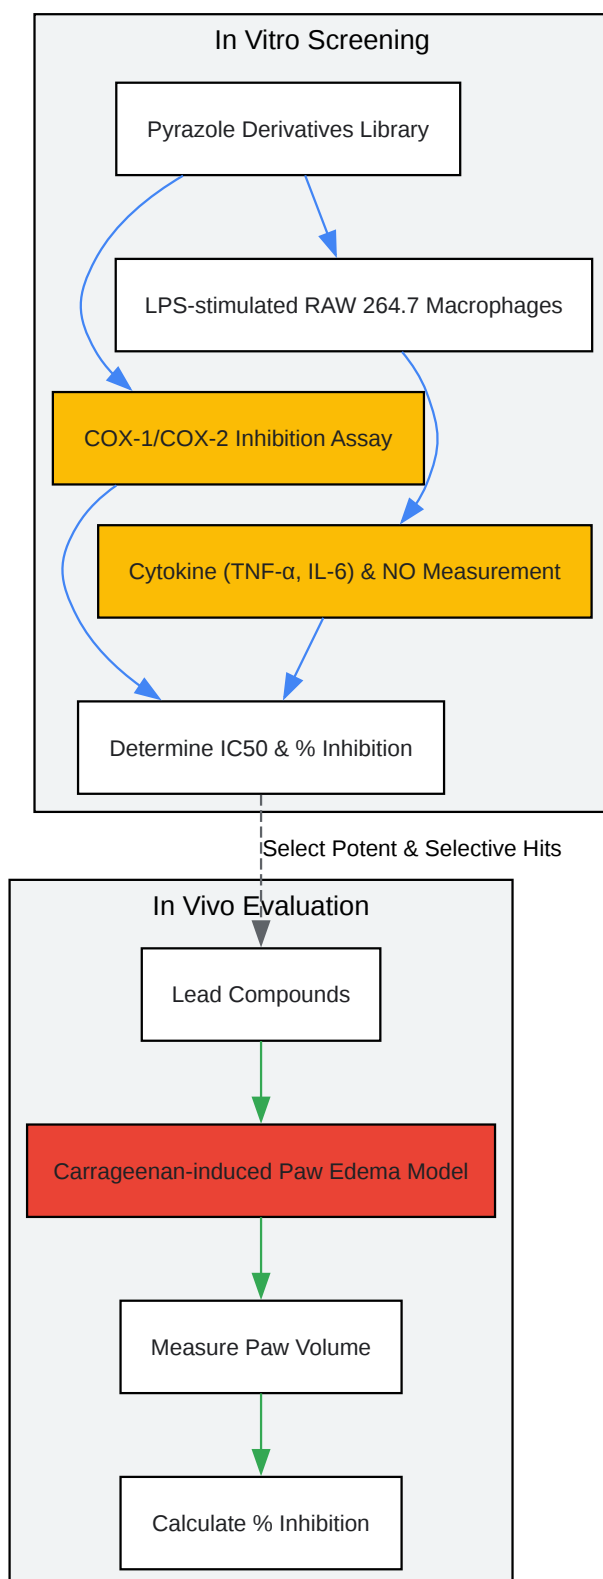 In Vitro Screening
Pyrazole Derivatives Library
LPS-stimulated RAW 264.7 Macrophages
COX-1/COX-2 Inhibition Assay
Cytokine (TNF-α, IL-6) & NO Measurement
Determine IC50 & % Inhibition
Select Potent & Selective Hits
In Vivo Evaluation
Lead Compounds
Carrageenan-induced Paw Edema Model
Measure Paw Volume
Calculate % Inhibition